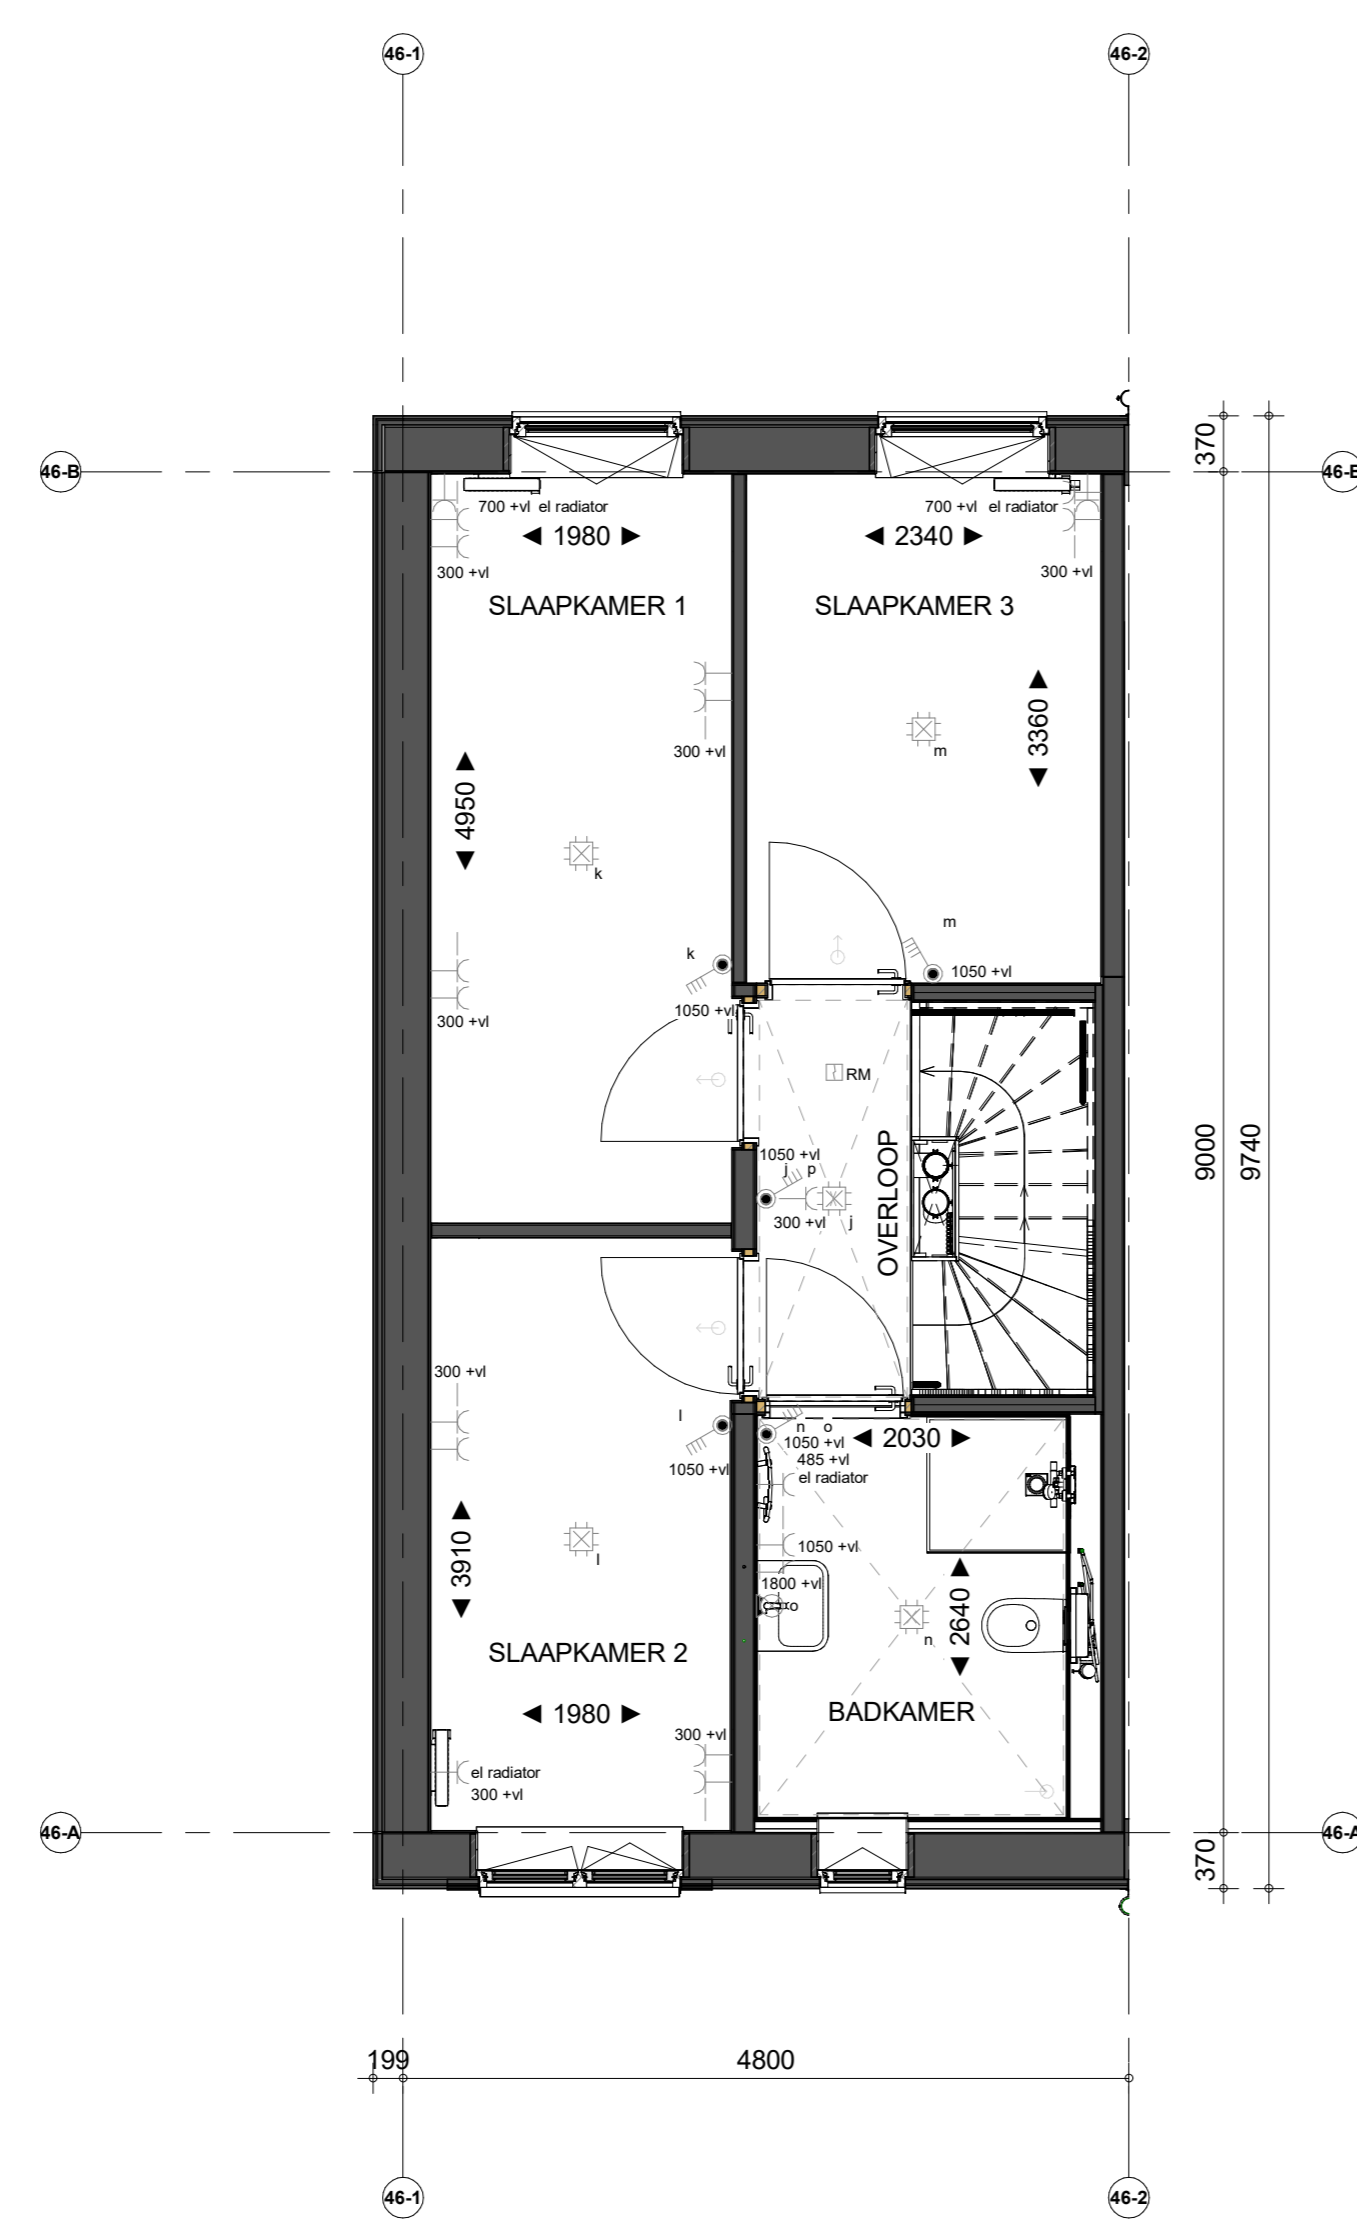 46-1
46-2
370
46-B
46-B
700 +vl el radiator
700 +vl el radiator
1980
2340
300 +vl
300 +vl
SLAAPKAMER 1
SLAAPKAMER 3
3360
m
300 +vl
4950
k
m
k
1050 +vl
300 +vl
1050 +vl
RM
OVERLOOP
1050 +vl
j p
300 +vl
j
9000
9740
300 +vl
l
1050 +vl
n o
1050 +vl
2030
485 +vl
el radiator
3910
l
1050 +vl
1800 +vl
o
2640
n
SLAAPKAMER 2
BADKAMER
1980
300 +vl
el radiator
300 +vl
46-A
46-A
370
199
4800
46-1
46-2